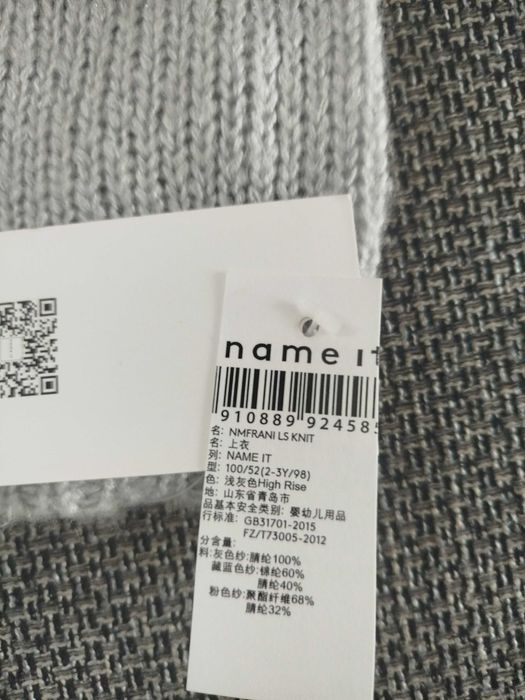 name it
910889 924585
名: NMFRANI LS KNIT
名: 上衣
列: NAME IT
型: 100/52(2-3Y/98)
色: 浅灰色High Rise
地: 山东省青岛市
品基本安全类别: 婴幼儿用品
行标准: GB31701-2015
FZ/T73005-2012
分含量:
料:灰色纱:腈纶100%
藏蓝色纱:锦纶60%
腈纶40%
粉色纱:聚酯纤维68%
腈纶32%